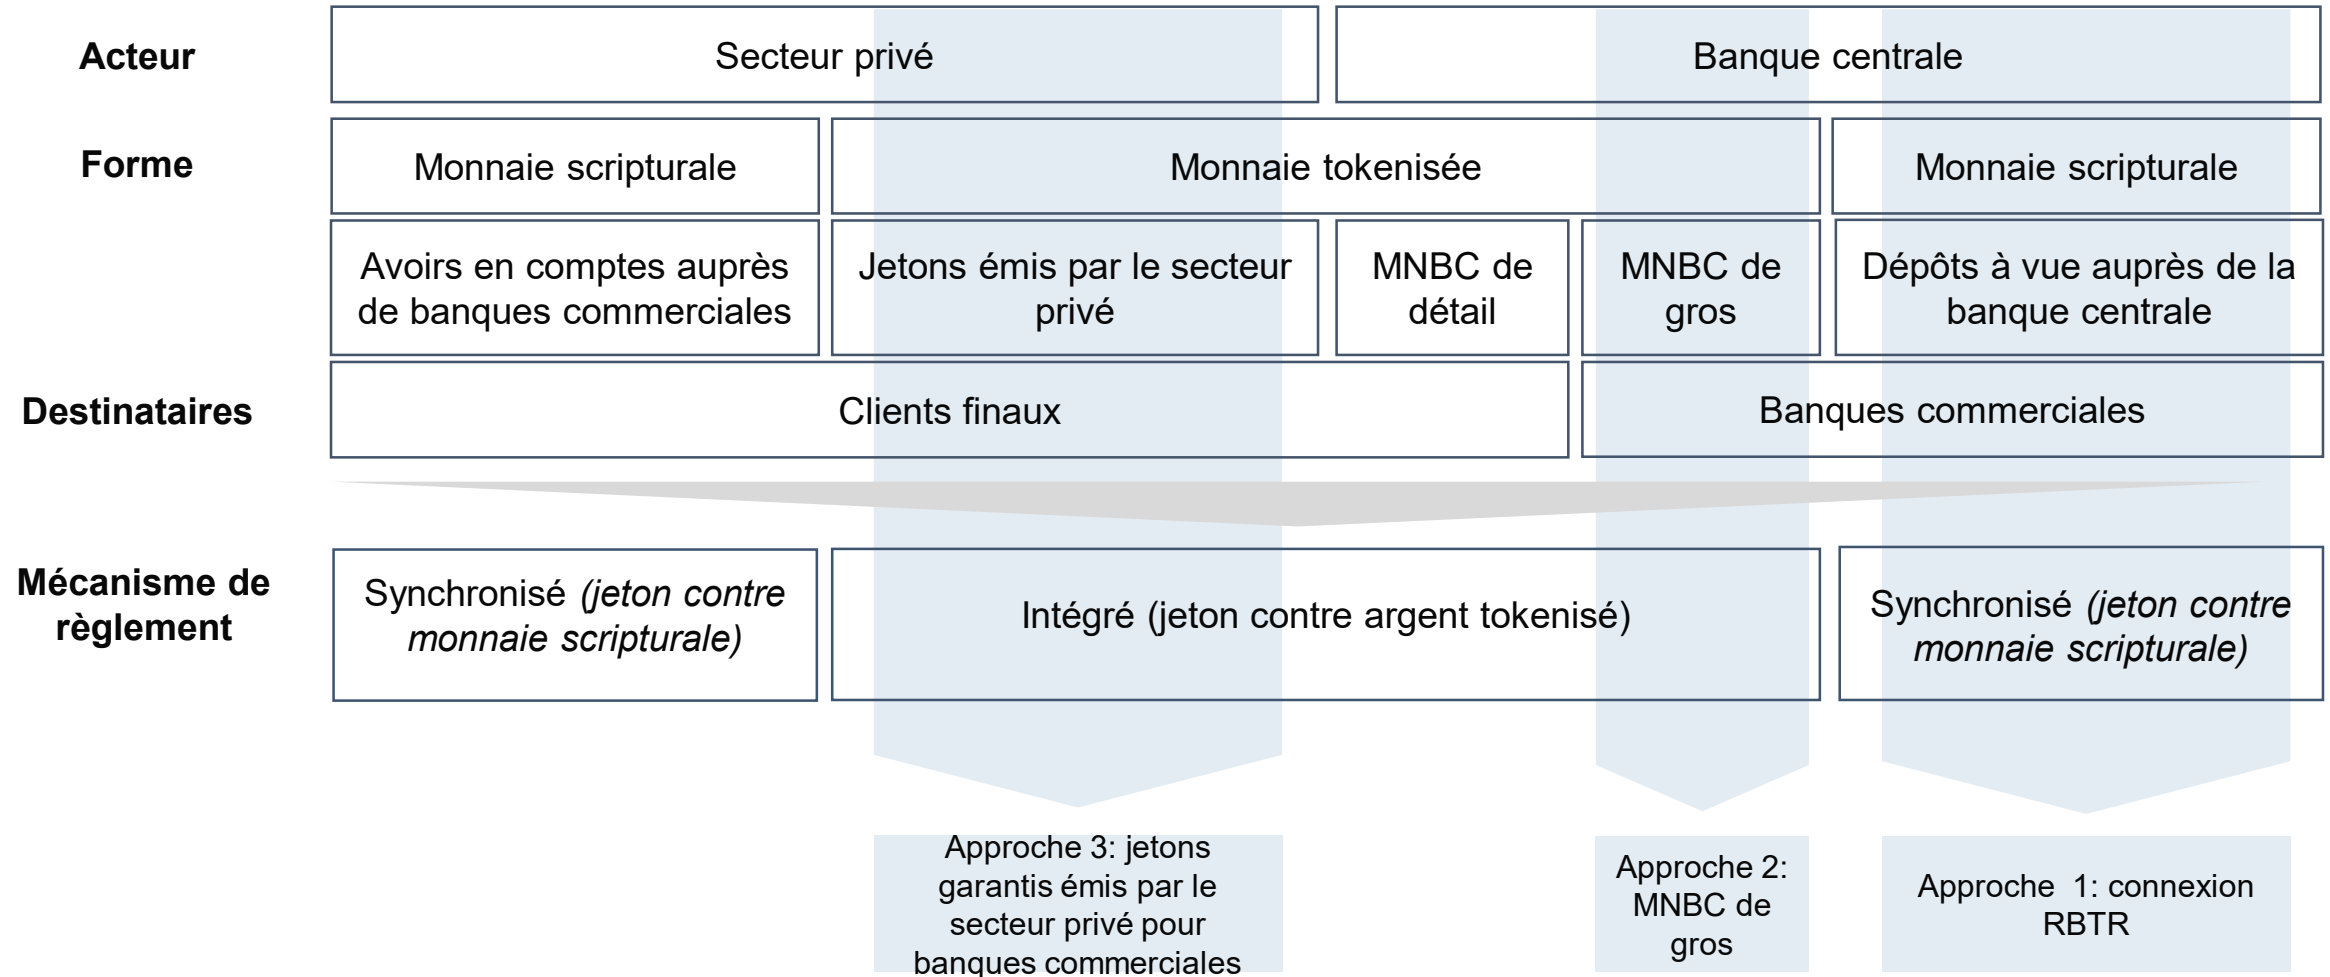 Acteur
Secteur privé
Banque centrale
Forme
Monnaie scripturale
Monnaie tokenisée
Monnaie scripturale
Avoirs en comptes auprès
de banques commerciales
Jetons émis par le secteur
privé
MNBC de
détail
MNBC de
gros
Dépôts à vue auprès de la
banque centrale
Destinataires
Clients finaux
Banques commerciales
Mécanisme de
règlement
Synchronisé (jeton contre
monnaie scripturale)
Intégré (jeton contre argent tokenisé)
Synchronisé (jeton contre
monnaie scripturale)
Approche 3: jetons
garantis émis par le
secteur privé pour
banques commerciales
Approche 2:
MNBC de
gros
Approche 1: connexion
RBTR